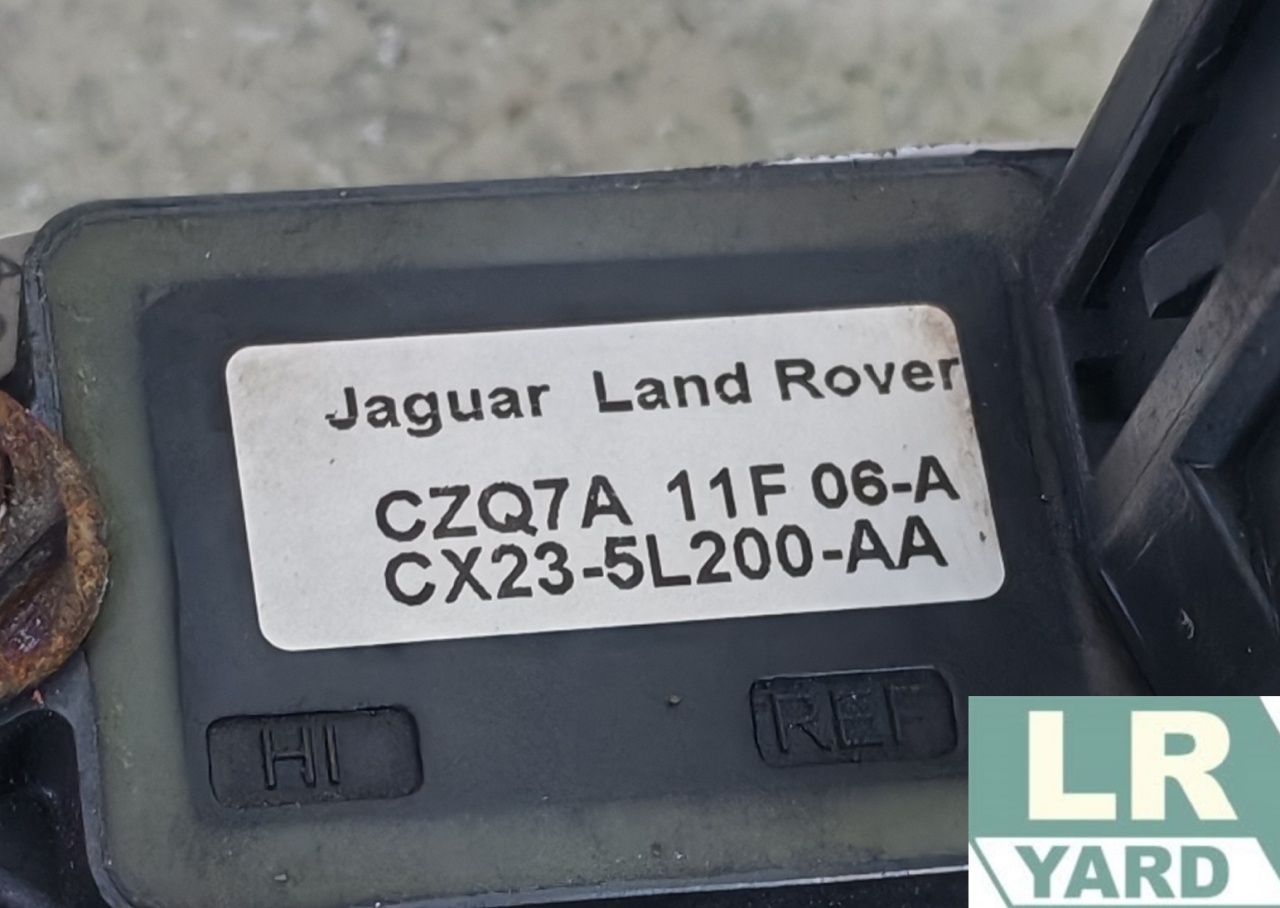 Jaguar Land Rover
CZQ7A 11F 06-A
CX23-5L200-AA
HI
REF
LR
YARD